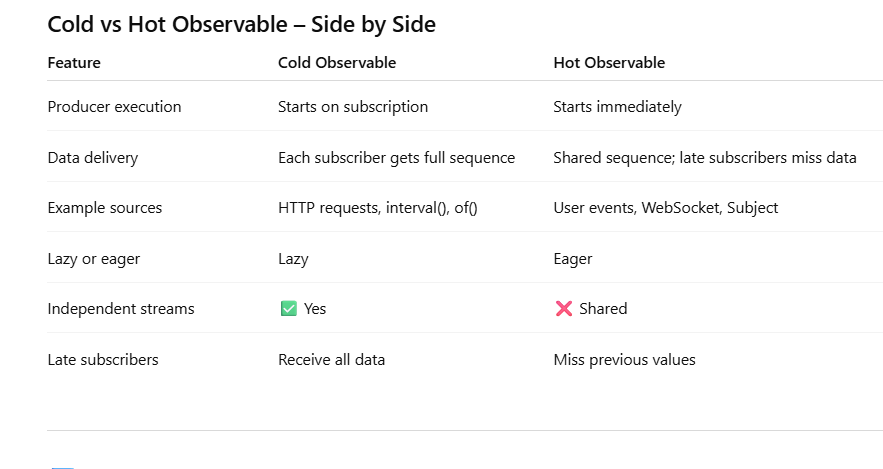 Cold vs Hot Observable – Side by Side
Feature Cold Observable Hot Observable
Producer execution Starts on subscription Starts immediately
Data delivery Each subscriber gets full sequence Shared sequence; late subscribers miss data
Example sources HTTP requests, interval(), of() User events, WebSocket, Subject
Lazy or eager Lazy Eager
Independent streams ✅ Yes ❌ Shared
Late subscribers Receive all data Miss previous values